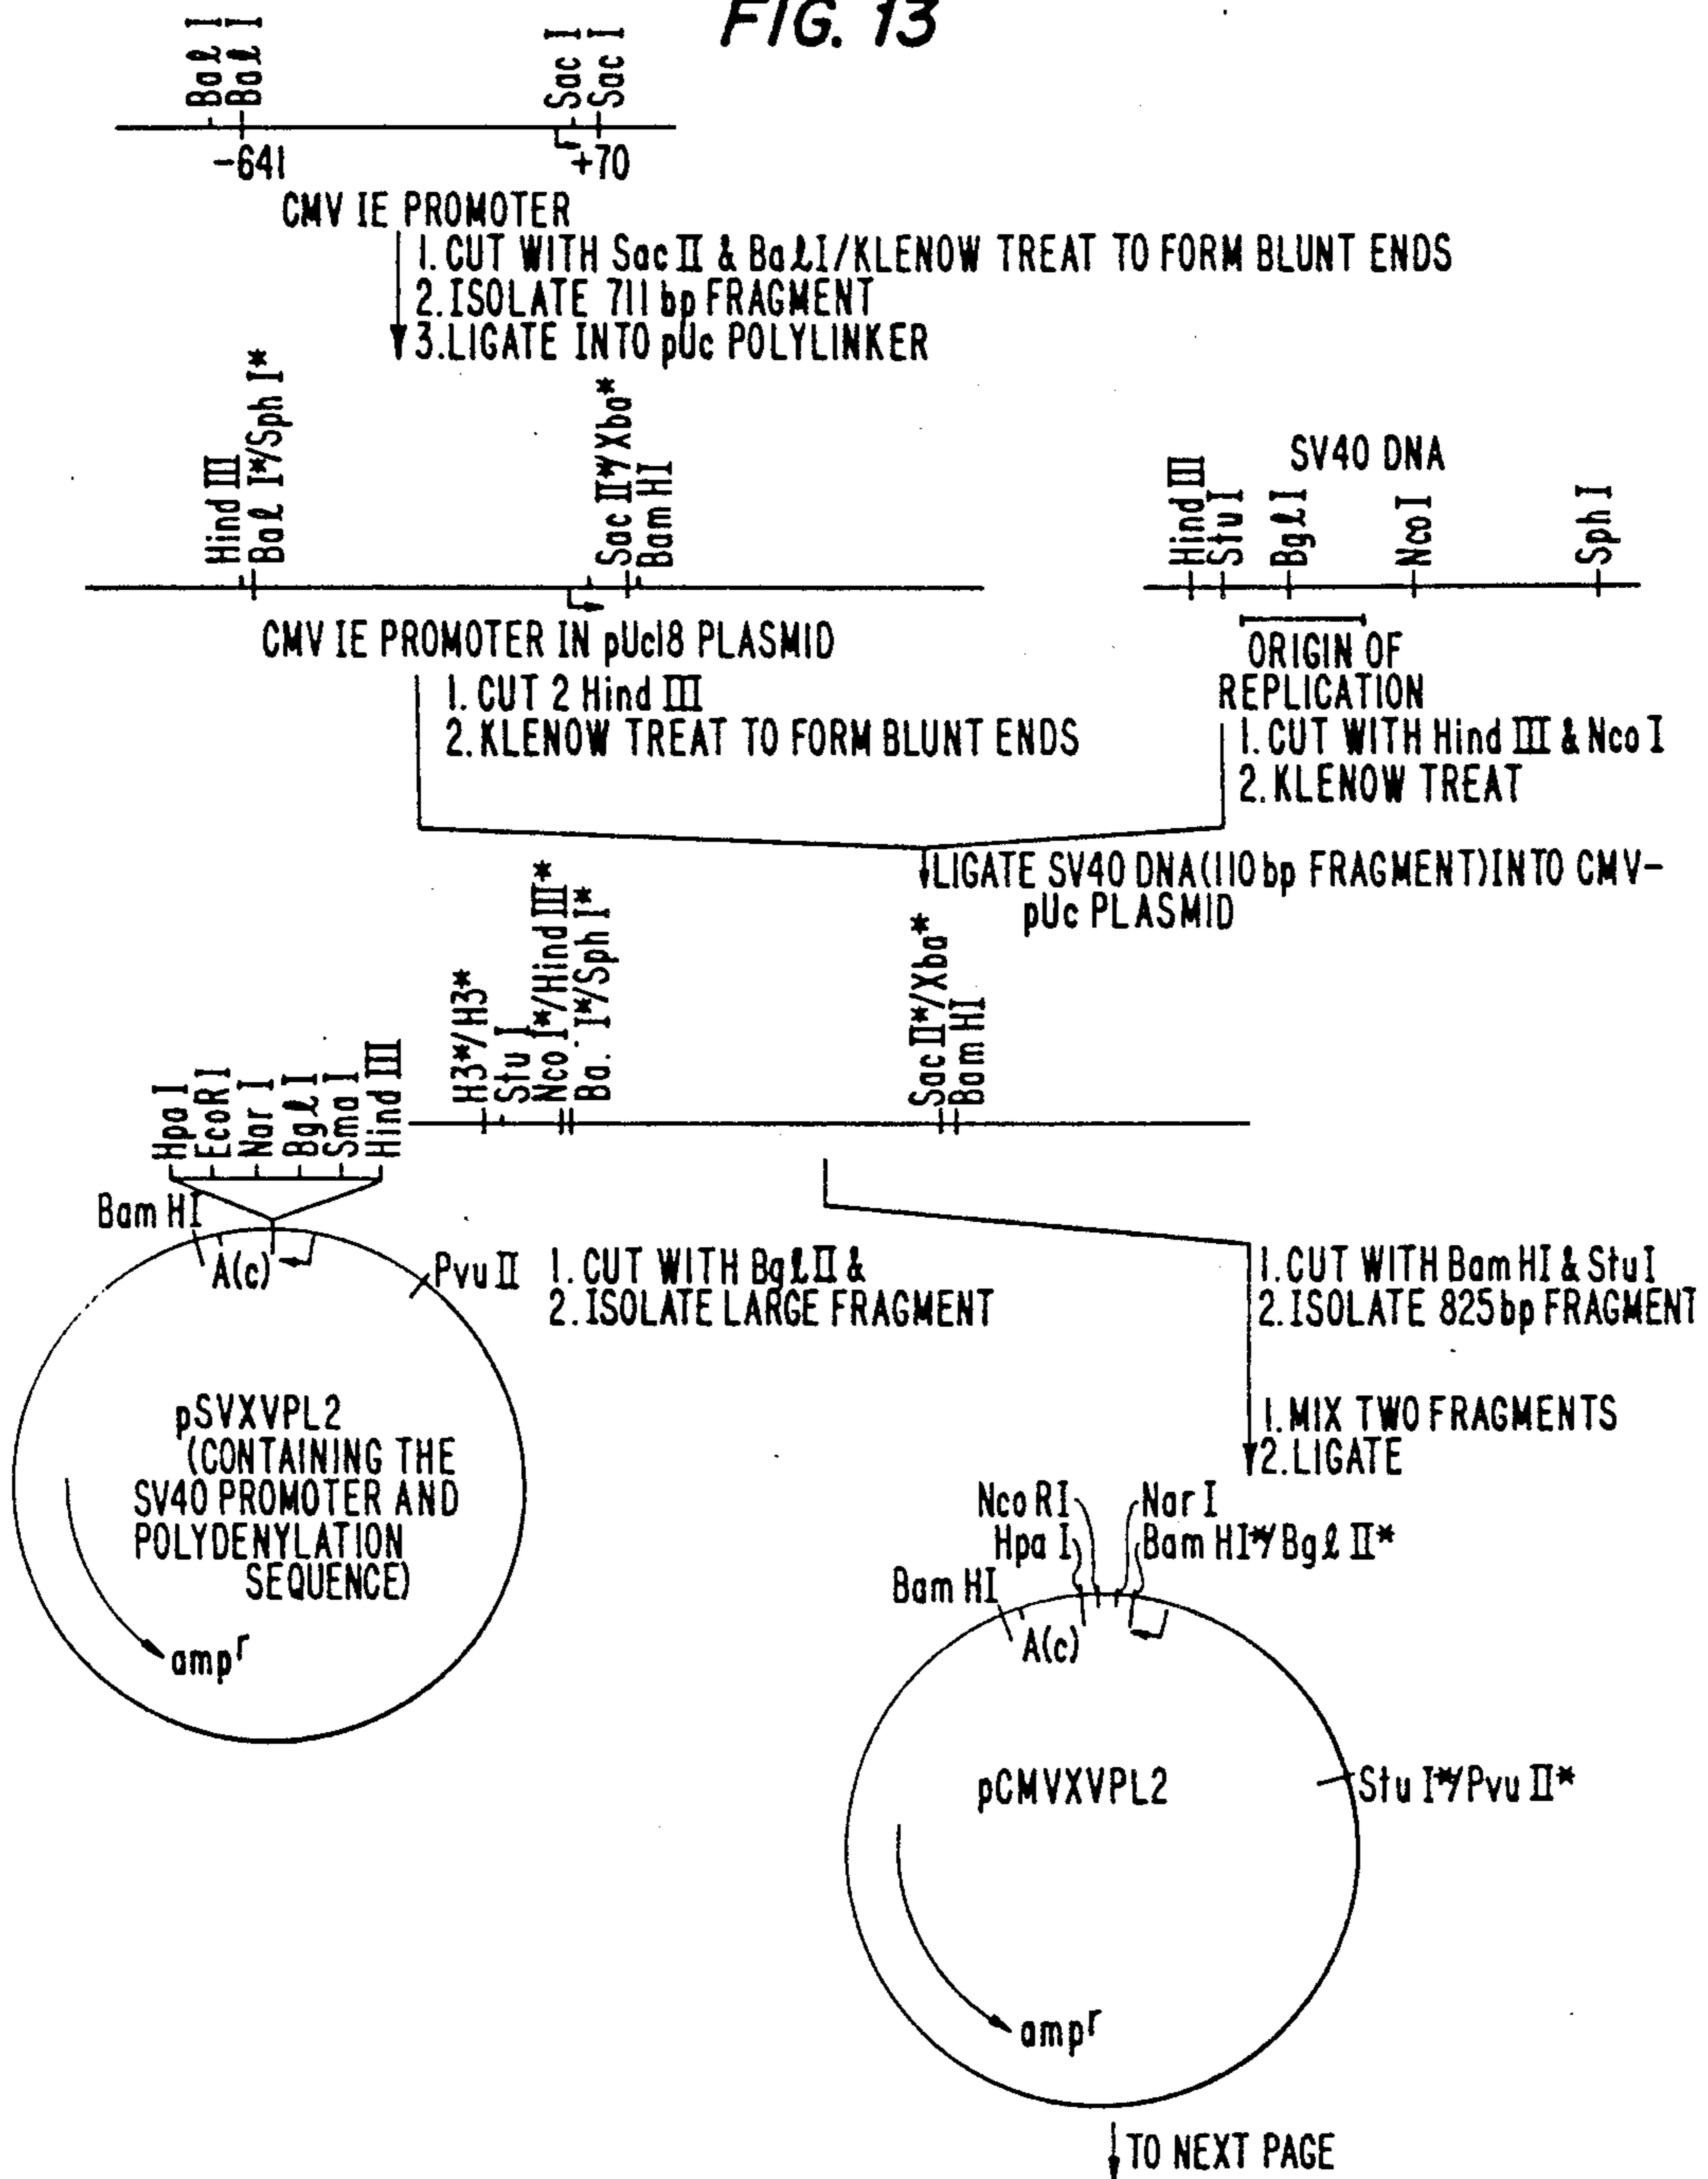 FIG. 13
Bal I
Bal I
Sac I
Sac I
-641
+70
CMV IE PROMOTER
1. CUT WITH Sac II & Bal I/KLENOW TREAT TO FORM BLUNT ENDS
2. ISOLATE 711 bp FRAGMENT
3. LIGATE INTO pUc POLYLINKER
Hind III
Bal I*/Sph I*
Sac II*/Xba*
Bam HI
CMV IE PROMOTER IN pUc18 PLASMID
1. CUT 2 Hind III
2. KLENOW TREAT TO FORM BLUNT ENDS
SV40 DNA
Hind III
Stu I
Bgl I
Nco I
Sph I
ORIGIN OF
REPLICATION
1. CUT WITH Hind III & Nco I
2. KLENOW TREAT
LIGATE SV40 DNA(110 bp FRAGMENT)INTO CMV-
pUc PLASMID
H3*/H3*
Stu I
Nco I*/Hind III*
Ba. I*/Sph I*
Sac II*/Xba*
Bam HI
Hpa I
EcoR I
Nar I
Bgl I
Sma I
Hind III
Bam HI
A(c)
Pvu II
1. CUT WITH Bgl II &
2. ISOLATE LARGE FRAGMENT
1. CUT WITH Bam HI & Stu I
2. ISOLATE 825 bp FRAGMENT
pSVXVPL2
(CONTAINING THE
SV40 PROMOTER AND
POLYDENYLATION
SEQUENCE)
amp r
1. MIX TWO FRAGMENTS
2. LIGATE
Nco RI
Nar I
Hpa I
Bam HI*/Bgl II*
Bam HI
A(c)
pCMVXVPL2
Stu I*/Pvu II*
amp r
TO NEXT PAGE